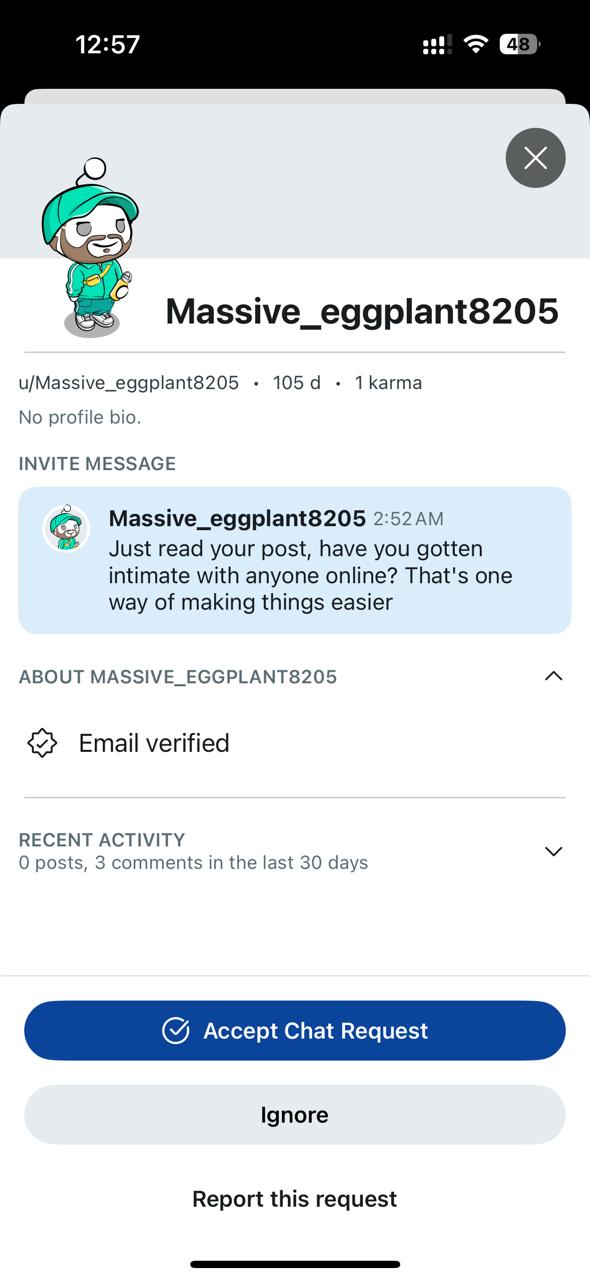 12:57
48
Massive_eggplant8205
u/Massive_eggplant8205 • 105 d • 1 karma
No profile bio.
INVITE MESSAGE
Massive_eggplant8205 2:52 AM
Just read your post, have you gotten
intimate with anyone online? That's one
way of making things easier
ABOUT MASSIVE_EGGPLANT8205
Email verified
RECENT ACTIVITY
0 posts, 3 comments in the last 30 days
Accept Chat Request
Ignore
Report this request